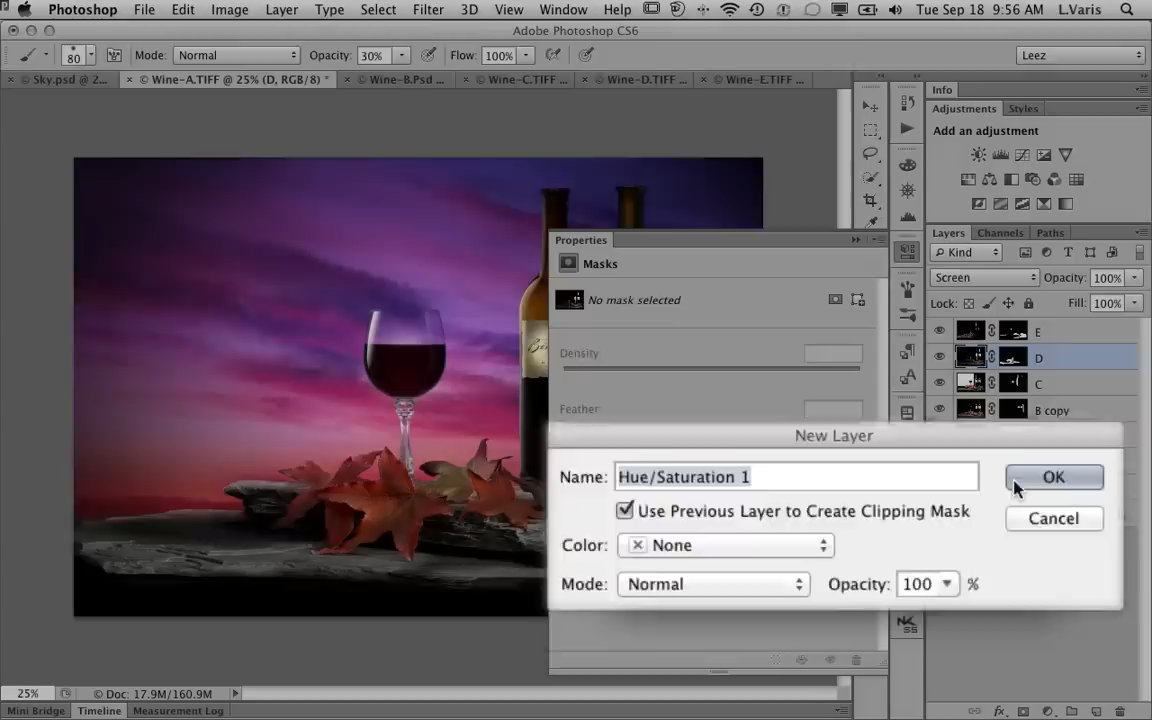 Photoshop File Edit Image Layer Type Select Filter 3D View Window Help Tue Sep 18 9:56 AM L.Varis
Adobe Photoshop CS6
80 Mode: Normal Opacity: 30% Flow: 100% Leez
× © Sky.psd @ 2... × © Wine-A.TIFF @ 25% (D, RGB/8) * × © Wine-B.Psd ... × © Wine-C.TIFF ... × © Wine-D.TIFF ... × © Wine-E.TIFF ...
Info
Adjustments Styles
Add an adjustment
Layers Channels Paths
Kind
Screen Opacity: 100%
Lock: Fill: 100%
E
D
C
B copy
Properties
Masks
No mask selected
Density
Feather:
New Layer
Name: Hue/Saturation 1 OK
Use Previous Layer to Create Clipping Mask
Cancel
Color: × None
Mode: Normal Opacity: 100 %
25% © Doc: 17.9M/160.9M
Mini Bridge Timeline Measurement Log